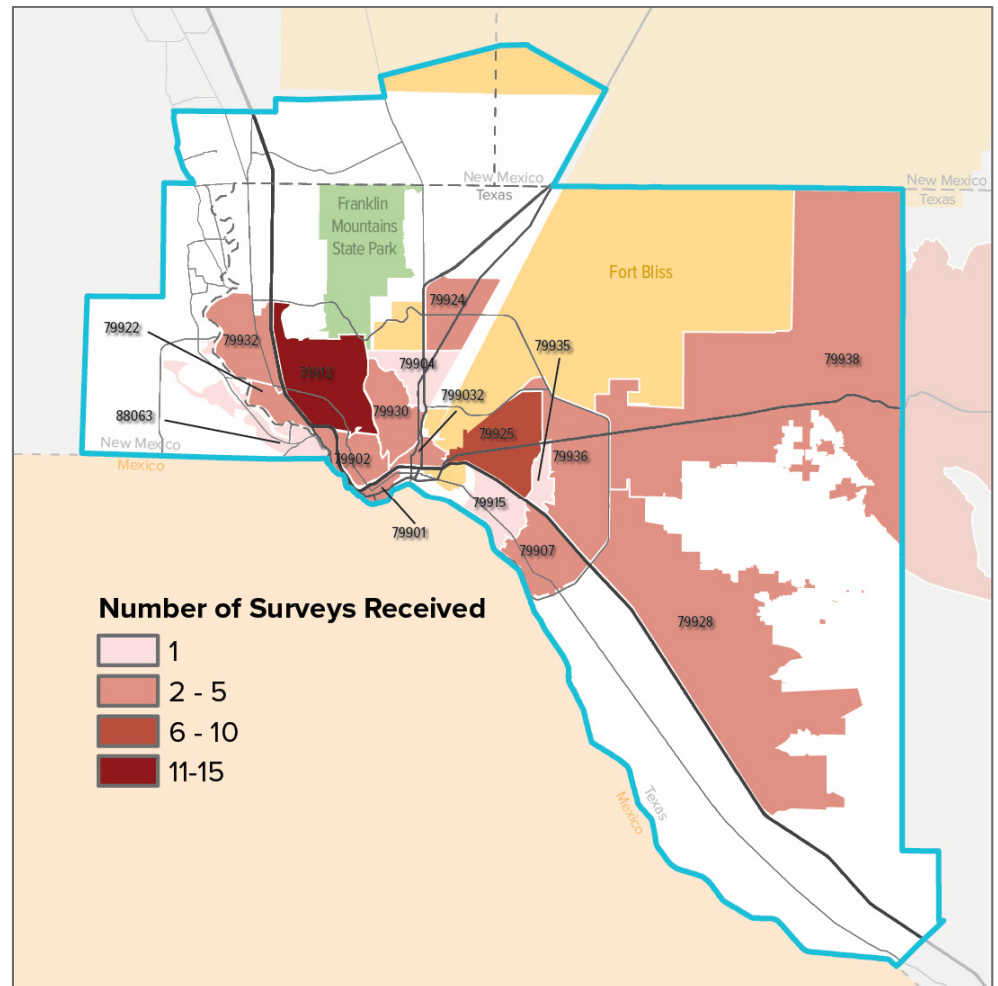 New Mexico
Texas
New Mexico
Texas
Franklin
Mountains
State Park
Fort Bliss
79924
79922
79932
79935
79938
79912
79904
79930
799032
88063
79925
New Mexico
Mexico
79902
79936
79915
79901
79907
Number of Surveys Received
1
2 - 5
6 - 10
11-15
79928
Texas
Mexico